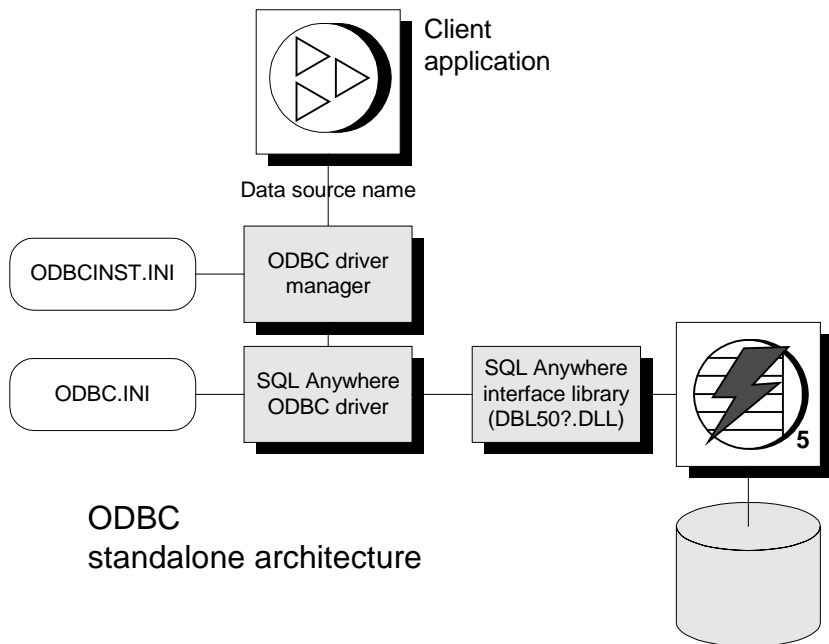 Client
application
Data source name
ODBCINST.INI
ODBC driver
manager
ODBC.INI
SQL Anywhere
ODBC driver
SQL Anywhere
interface library
(DBL50?.DLL)
5
ODBC
standalone architecture